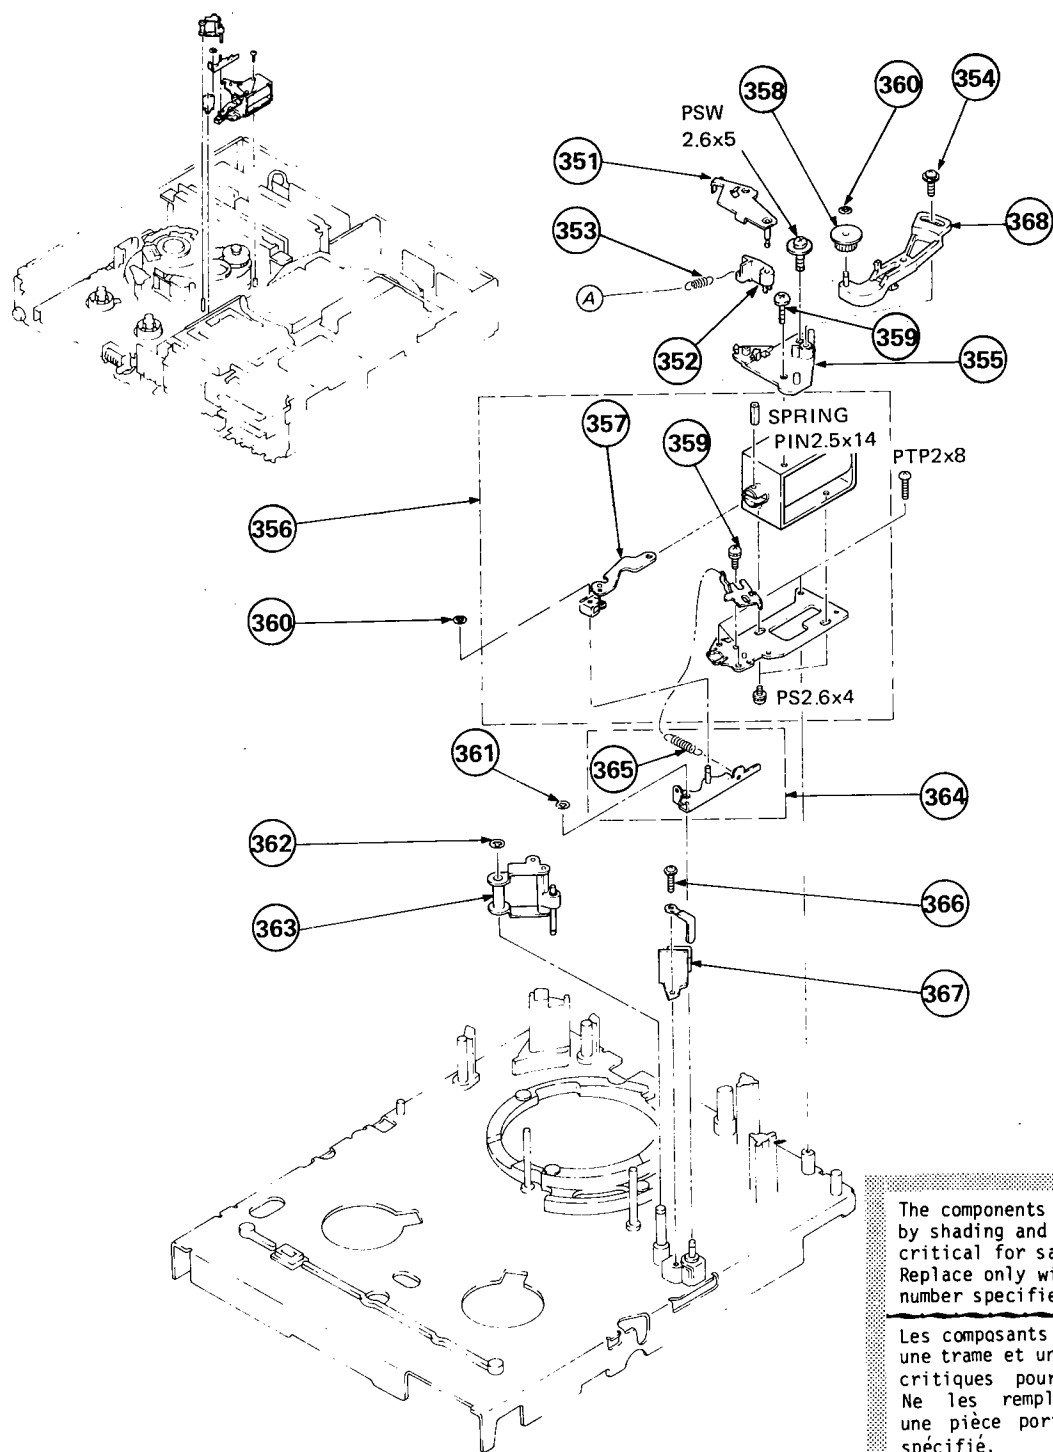 358
360
354
PSW
2.6x5
351
353
368
A
359
352
355
357
SPRING
PIN2.5x14
359
PTP2x8
356
360
PS2.6x4
361
365
364
362
366
363
367
The components
by shading and
critical for sa
Replace only wi
number specifie
Les composants
une trame et un
critiques pour
Ne les rempl
une pièce por
spécifié.